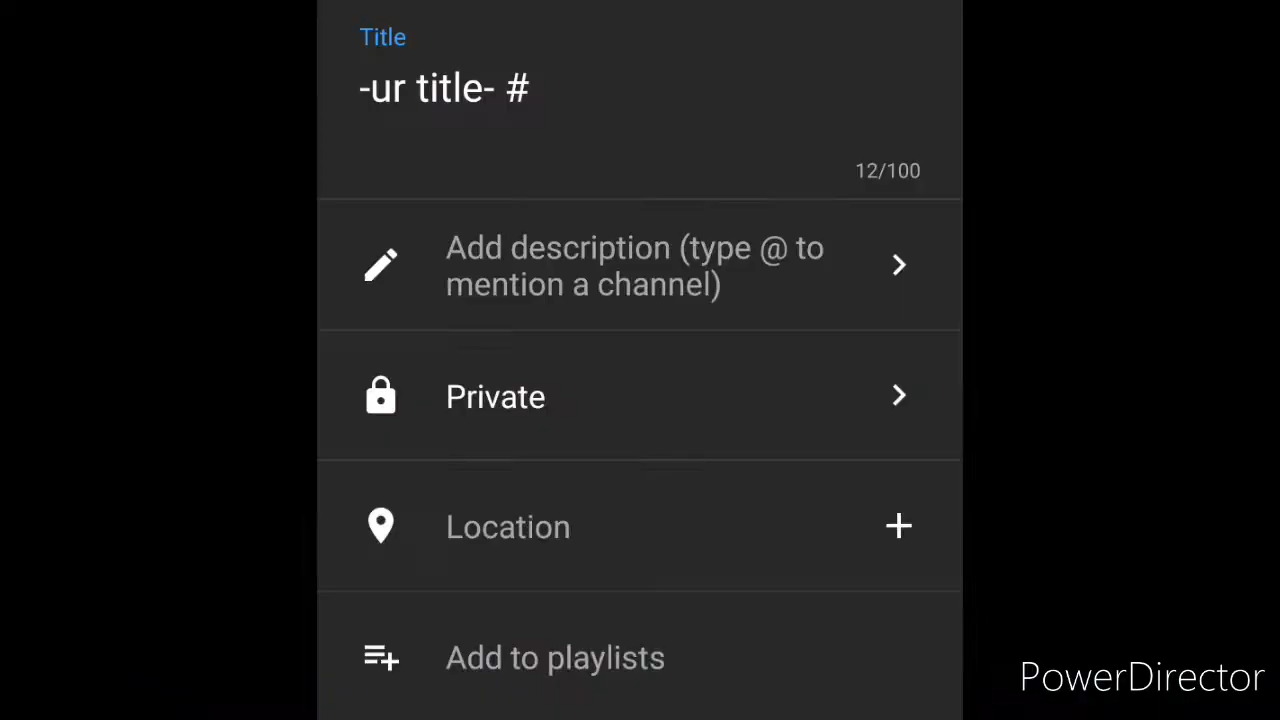 Title
-ur title- #
12/100
Add description (type @ to
mention a channel)
Private
Location
Add to playlists
PowerDirector